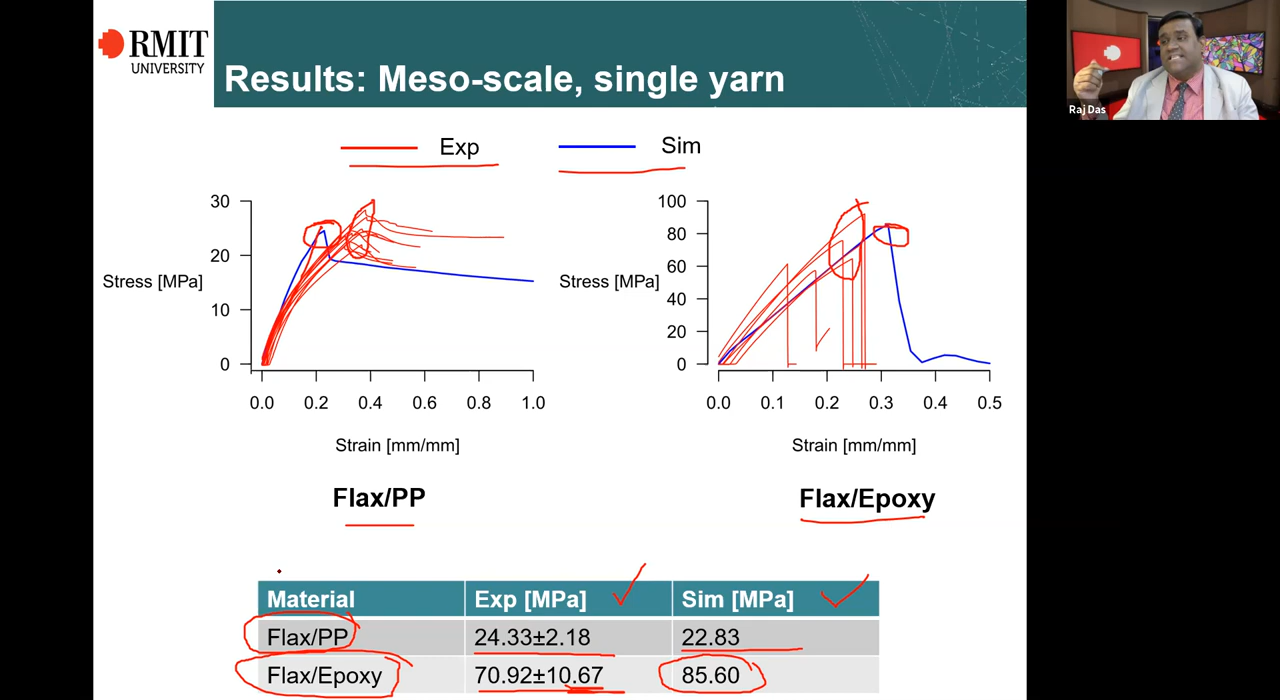 RMIT
UNIVERSITY
Results: Meso-scale, single yarn
Raj Das
Exp
Sim
30
20
10
0
Stress [MPa]
0.0 0.2 0.4 0.6 0.8 1.0
Strain [mm/mm]
Flax/PP
100
80
60
40
20
0
Stress [MPa]
0.0 0.1 0.2 0.3 0.4 0.5
Strain [mm/mm]
Flax/Epoxy
Material Exp [MPa] Sim [MPa]
Flax/PP 24.33±2.18 22.83
Flax/Epoxy 70.92±10.67 85.60